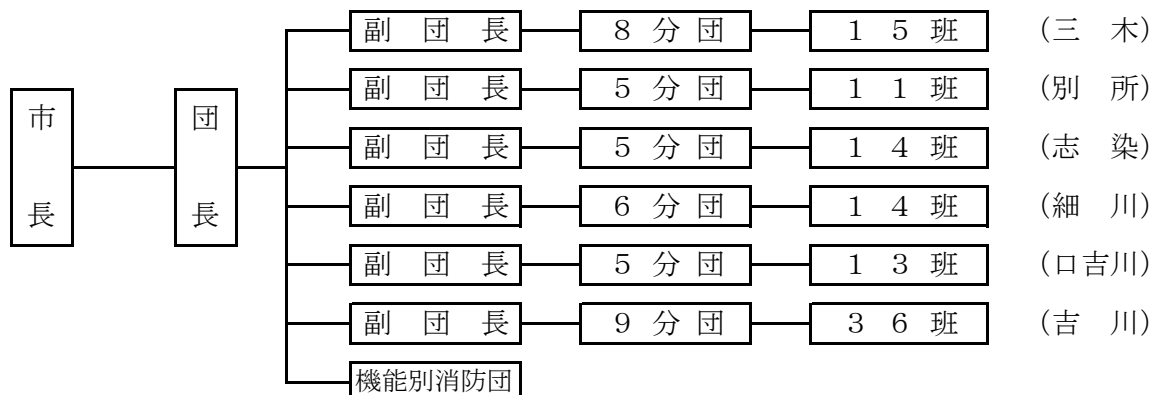 市長
団長
副団長 8分団 15班 (三木)
副団長 5分団 11班 (別所)
副団長 5分団 14班 (志染)
副団長 6分団 14班 (細川)
副団長 5分団 13班 (口吉川)
副団長 9分団 36班 (吉川)
機能別消防団